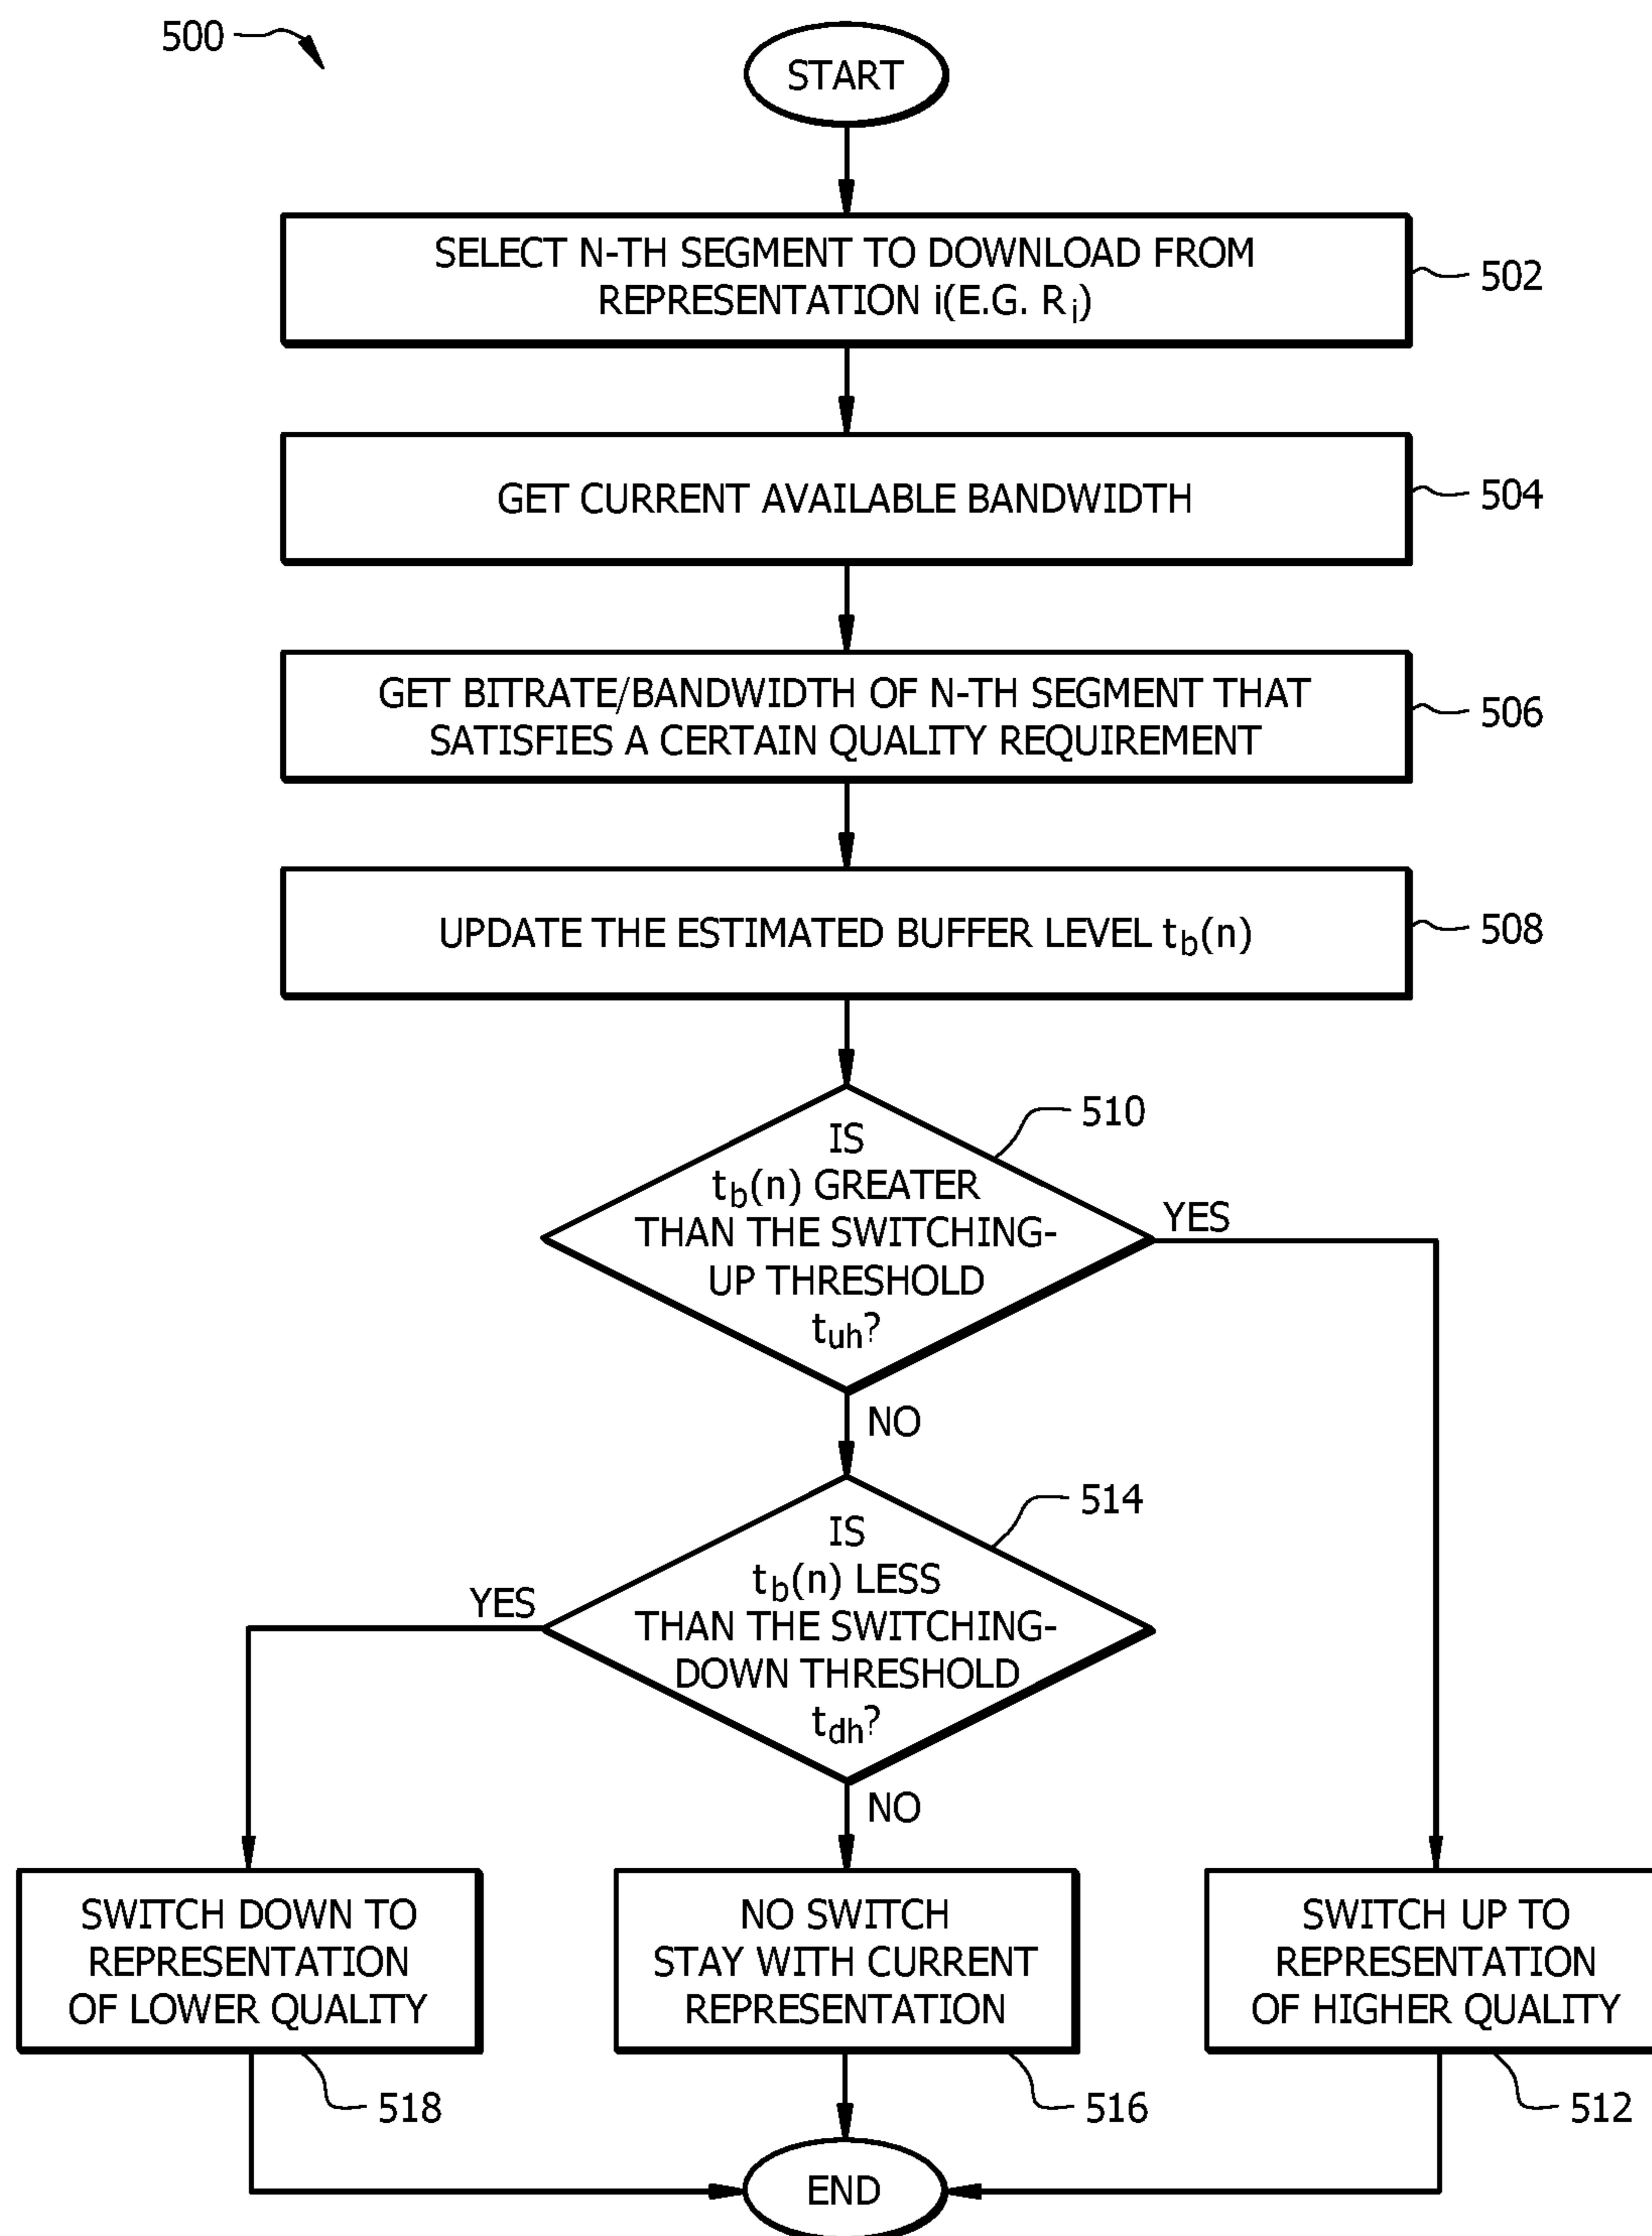 500
START
SELECT N-TH SEGMENT TO DOWNLOAD FROM
REPRESENTATION i(E.G. Ri)
502
GET CURRENT AVAILABLE BANDWIDTH
504
GET BITRATE/BANDWIDTH OF N-TH SEGMENT THAT
SATISFIES A CERTAIN QUALITY REQUIREMENT
506
UPDATE THE ESTIMATED BUFFER LEVEL tb(n)
508
510
IS
tb(n) GREATER
THAN THE SWITCHING-
UP THRESHOLD
tuh?
YES
NO
514
IS
tb(n) LESS
THAN THE SWITCHING-
DOWN THRESHOLD
tdh?
YES
NO
SWITCH DOWN TO
REPRESENTATION
OF LOWER QUALITY
518
NO SWITCH
STAY WITH CURRENT
REPRESENTATION
516
SWITCH UP TO
REPRESENTATION
OF HIGHER QUALITY
512
END